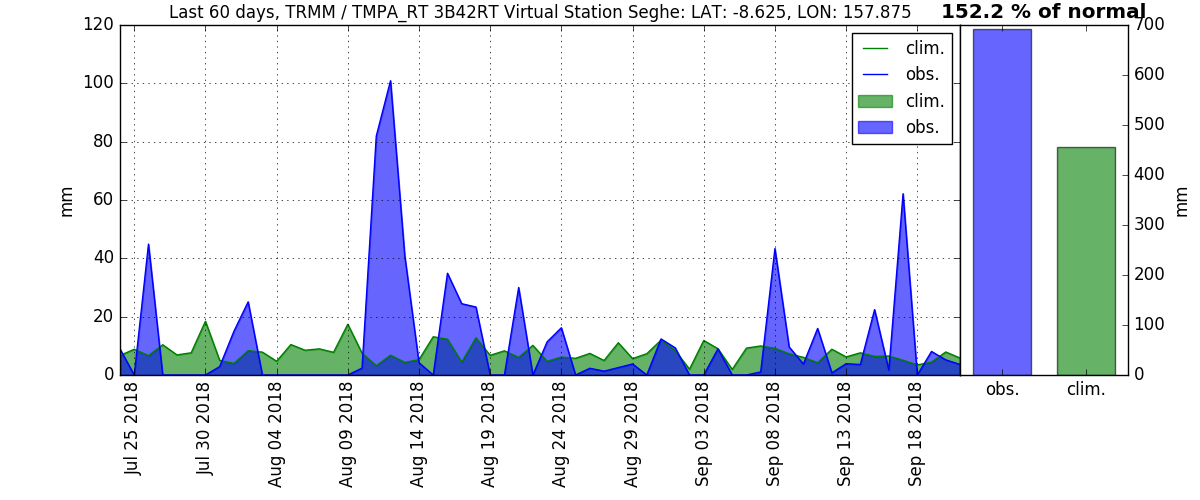 Last 60 days, TRMM / TMPA_RT 3B42RT Virtual Station Seghe: LAT: -8.625, LON: 157.875
152.2 % of normal
120
100
80
60
40
20
0
mm
clim.
obs.
clim.
obs.
700
600
500
400
300
200
100
0
mm
obs.
clim.
Jul 25 2018
Jul 30 2018
Aug 04 2018
Aug 09 2018
Aug 14 2018
Aug 19 2018
Aug 24 2018
Aug 29 2018
Sep 03 2018
Sep 08 2018
Sep 13 2018
Sep 18 2018